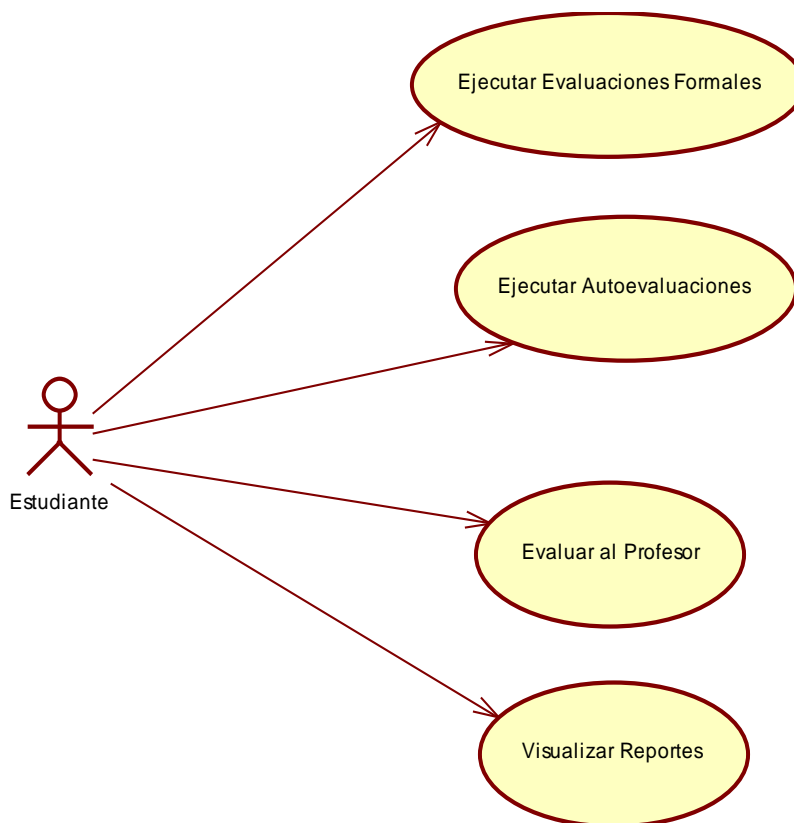 Ejecutar Evaluaciones Formales
Ejecutar Autoevaluaciones
Estudiante
Evaluar al Profesor
Visualizar Reportes